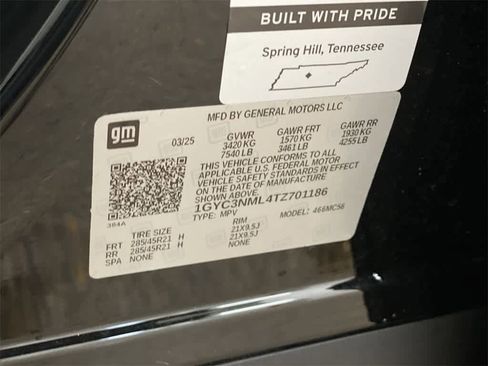 BUILT WITH PRIDE
Spring Hill, Tennessee
gm
MFD BY GENERAL MOTORS LLC
03/25 GVWR GAWR FRT GAWR RR
3420 KG 1570 KG 1930 KG
7540 LB 3461 LB 4255 LB
THIS VEHICLE CONFORMS TO ALL
APPLICABLE U.S. FEDERAL MOTOR
VEHICLE SAFETY STANDARDS IN EFFECT
ON THE DATE OF MANUFACTURE
1GYC3NML4TZ701186
384A TYPE: MPV MODEL: 466MC56
TIRE SIZE RIM
FRT 285/45R21 H 21X9.5J
RR 285/45R21 H 21X9.5J
SPA NONE NONE